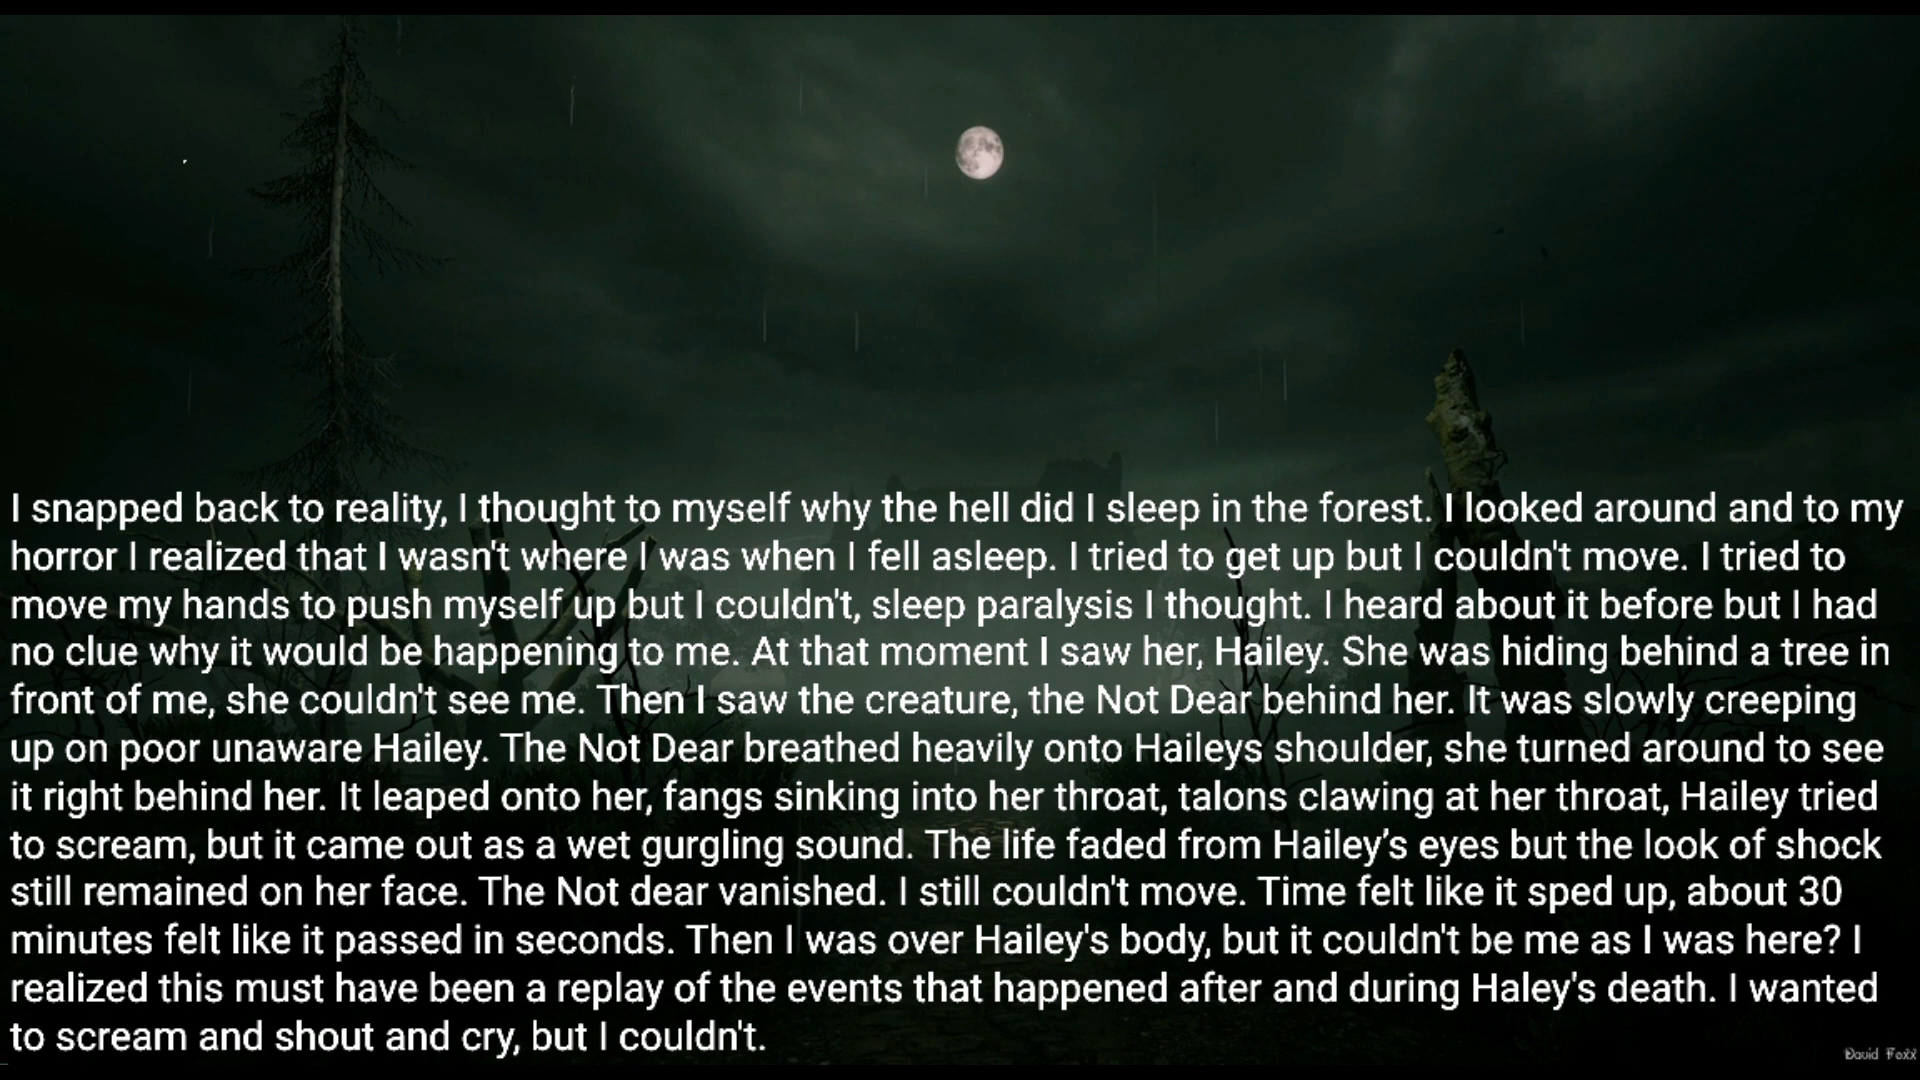 I snapped back to reality, I thought to myself why the hell did I sleep in the forest. I looked around and to my
horror I realized that I wasn't where I was when I fell asleep. I tried to get up but I couldn't move. I tried to
move my hands to push myself up but I couldn't, sleep paralysis I thought. I heard about it before but I had
no clue why it would be happening to me. At that moment I saw her, Hailey. She was hiding behind a tree in
front of me, she couldn't see me. Then I saw the creature, the Not Dear behind her. It was slowly creeping
up on poor unaware Hailey. The Not Dear breathed heavily onto Haileys shoulder, she turned around to see
it right behind her. It leaped onto her, fangs sinking into her throat, talons clawing at her throat, Hailey tried
to scream, but it came out as a wet gurgling sound. The life faded from Hailey’s eyes but the look of shock
still remained on her face. The Not dear vanished. I still couldn't move. Time felt like it sped up, about 30
minutes felt like it passed in seconds. Then I was over Hailey's body, but it couldn't be me as I was here? I
realized this must have been a replay of the events that happened after and during Haley's death. I wanted
to scream and shout and cry, but I couldn't.
David Foxx